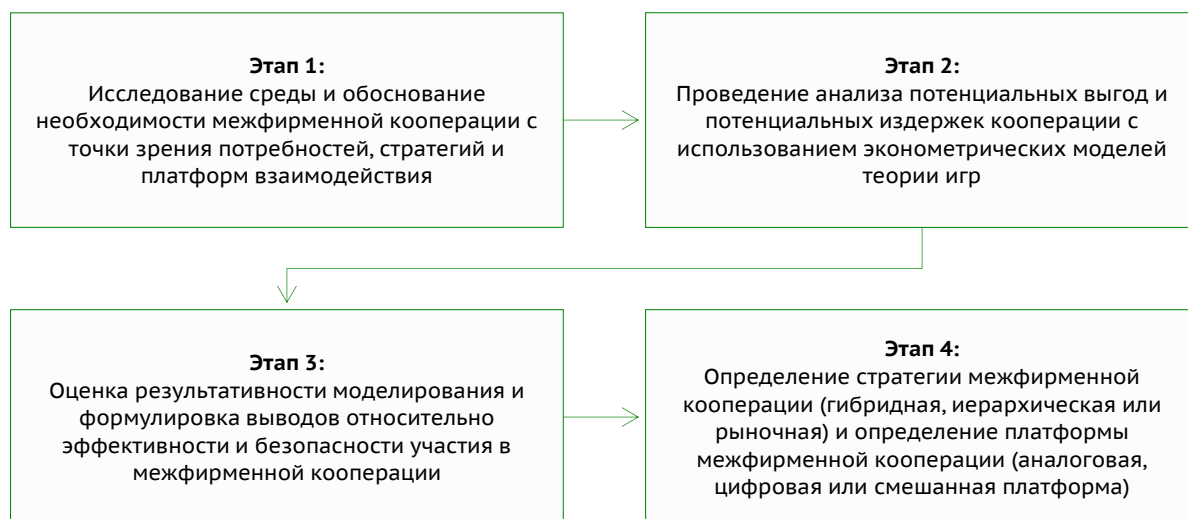 Этап 1:
Исследование среды и обоснование
необходимости межфирменной кооперации с
точки зрения потребностей, стратегий и
платформ взаимодействия
Этап 2:
Проведение анализа потенциальных выгод и
потенциальных издержек кооперации с
использованием эконометрических моделей
теории игр
Этап 3:
Оценка результативности моделирования и
формулировка выводов относительно
эффективности и безопасности участия в
межфирменной кооперации
Этап 4:
Определение стратегии межфирменной
кооперации (гибридная, иерархическая или
рыночная) и определение платформы
межфирменной кооперации (аналоговая,
цифровая или смешанная платформа)